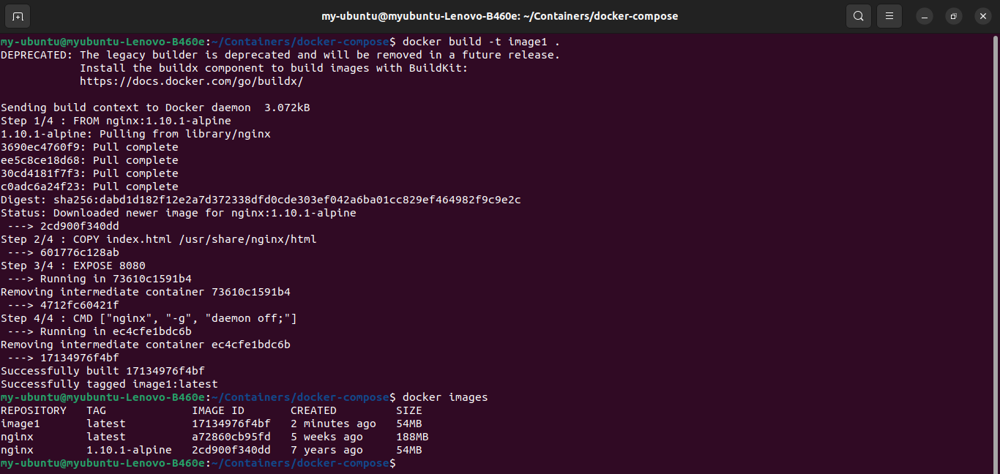 my-ubuntu@myubuntu-Lenovo-B460e: ~/Containers/docker-compose
my-ubuntu@myubuntu-Lenovo-B460e:~/Containers/docker-compose$ docker build -t image1 .
DEPRECATED: The legacy builder is deprecated and will be removed in a future release.
            Install the buildx component to build images with BuildKit:
            https://docs.docker.com/go/buildx/

Sending build context to Docker daemon  3.072kB
Step 1/4 : FROM nginx:1.10.1-alpine
1.10.1-alpine: Pulling from library/nginx
3690ec4760f9: Pull complete
ee5c8ce18d68: Pull complete
30cd4181f7f3: Pull complete
c0adc6a24f23: Pull complete
Digest: sha256:dabd1d182f12e2a7d372338dfd0cde303ef042a6ba01cc829ef464982f9c9e2c
Status: Downloaded newer image for nginx:1.10.1-alpine
 ---> 2cd900f340dd
Step 2/4 : COPY index.html /usr/share/nginx/html
 ---> 601776c128ab
Step 3/4 : EXPOSE 8080
 ---> Running in 73610c1591b4
Removing intermediate container 73610c1591b4
 ---> 4712fc60421f
Step 4/4 : CMD ["nginx", "-g", "daemon off;"]
 ---> Running in ec4cfe1bdc6b
Removing intermediate container ec4cfe1bdc6b
 ---> 17134976f4bf
Successfully built 17134976f4bf
Successfully tagged image1:latest
my-ubuntu@myubuntu-Lenovo-B460e:~/Containers/docker-compose$ docker images
REPOSITORY   TAG             IMAGE ID       CREATED         SIZE
image1       latest          17134976f4bf   2 minutes ago   54MB
nginx        latest          a72860cb95fd   5 weeks ago     188MB
nginx        1.10.1-alpine   2cd900f340dd   7 years ago     54MB
my-ubuntu@myubuntu-Lenovo-B460e:~/Containers/docker-compose$